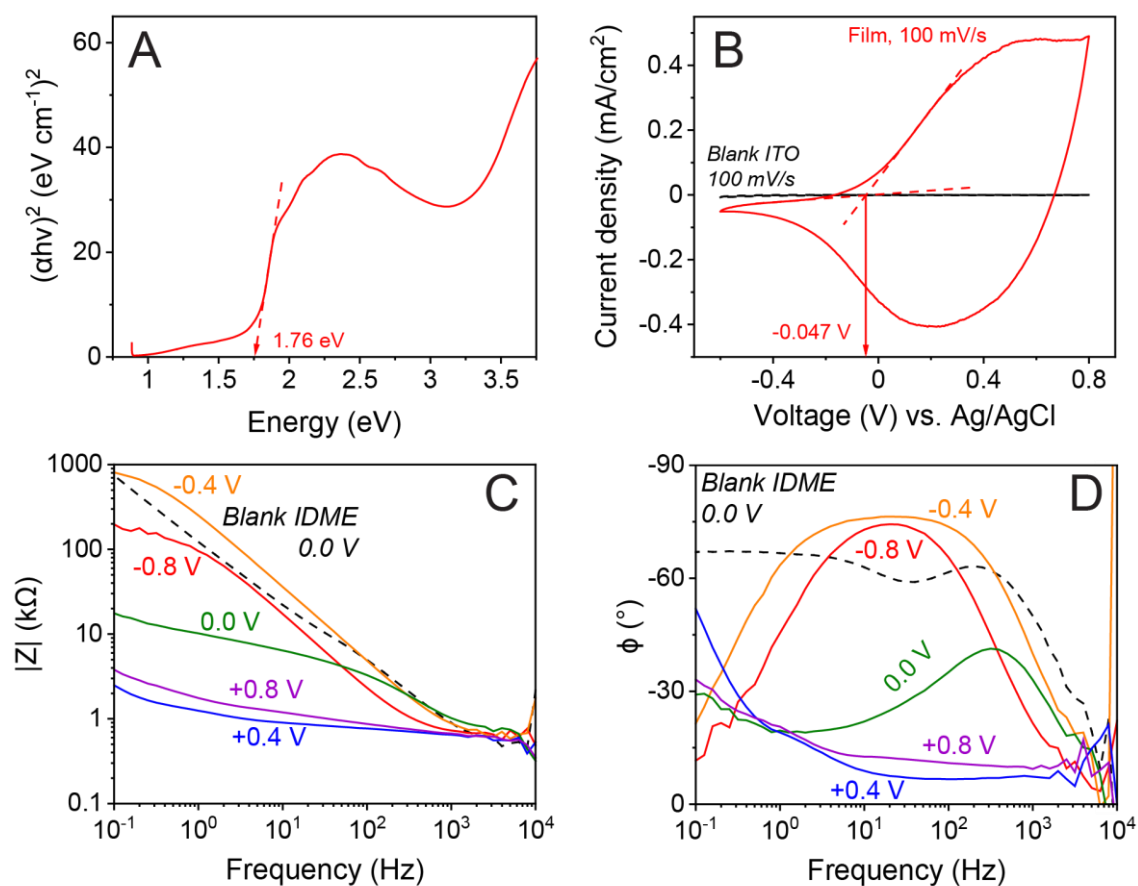 A
(αhν)² (eV cm⁻¹)²
60
40
20
0
1.76 eV
1
1.5
2
2.5
3
3.5
Energy (eV)
B
Current density (mA/cm²)
0.4
0.2
0
-0.2
-0.4
Film, 100 mV/s
Blank ITO
100 mV/s
-0.047 V
-0.4
0
0.4
0.8
Voltage (V) vs. Ag/AgCl
C
|Z| (kΩ)
1000
100
10
1
0.1
-0.4 V
Blank IDME
0.0 V
-0.8 V
0.0 V
+0.8 V
+0.4 V
10⁻¹
10⁰
10¹
10²
10³
10⁴
Frequency (Hz)
D
ϕ (°)
-90
-60
-30
0
Blank IDME
0.0 V
-0.4 V
-0.8 V
0.0 V
+0.8 V
+0.4 V
10⁻¹
10⁰
10¹
10²
10³
10⁴
Frequency (Hz)